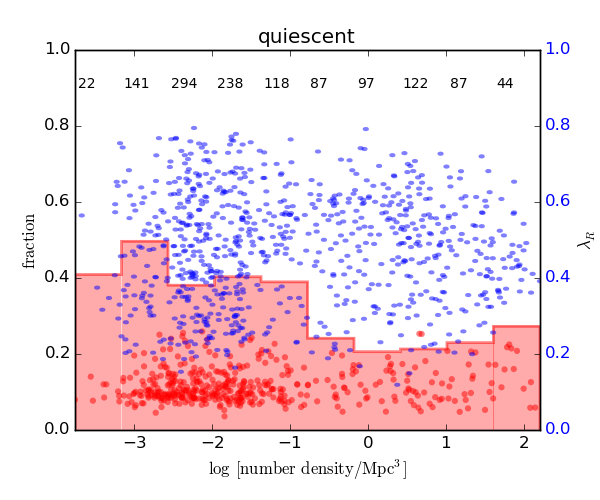 quiescent
1.0 1.0
22 141 294 238 118 87 97 122 87 44
0.8 0.8
0.6 0.6
fraction
λ_R
0.4 0.4
0.2 0.2
0.0 0.0
−3 −2 −1 0 1 2
log [number density/Mpc³]